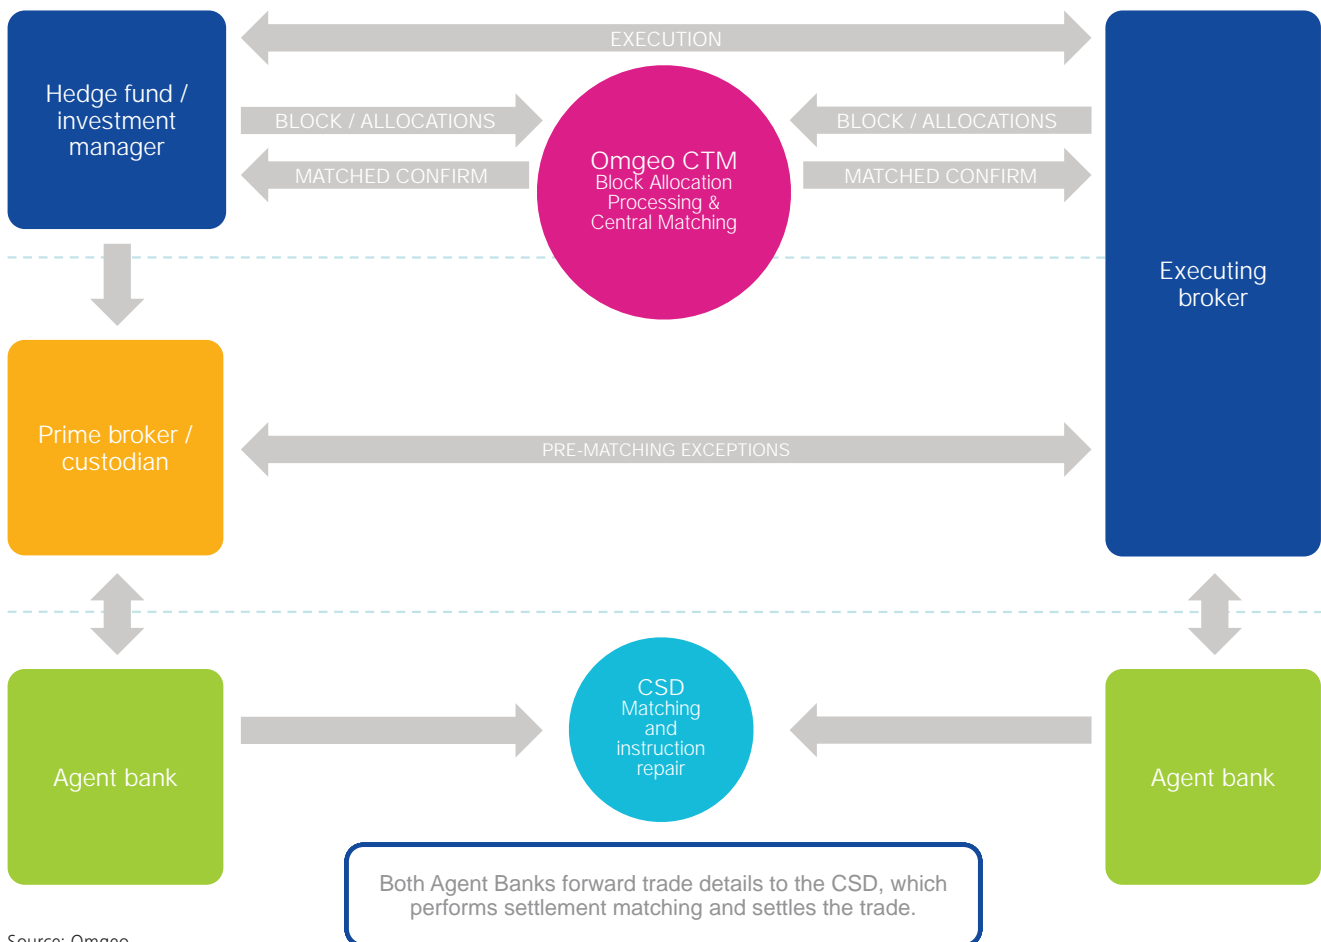 EXECUTION
Hedge fund /
investment
manager
BLOCK / ALLOCATIONS
BLOCK / ALLOCATIONS
MATCHED CONFIRM
MATCHED CONFIRM
Omgeo CTM
Block Allocation
Processing &
Central Matching
Executing
broker
Prime broker /
custodian
PRE-MATCHING EXCEPTIONS
CSD
Matching
and
instruction
repair
Agent bank
Agent bank
Both Agent Banks forward trade details to the CSD, which
performs settlement matching and settles the trade.
Source: Omgeo